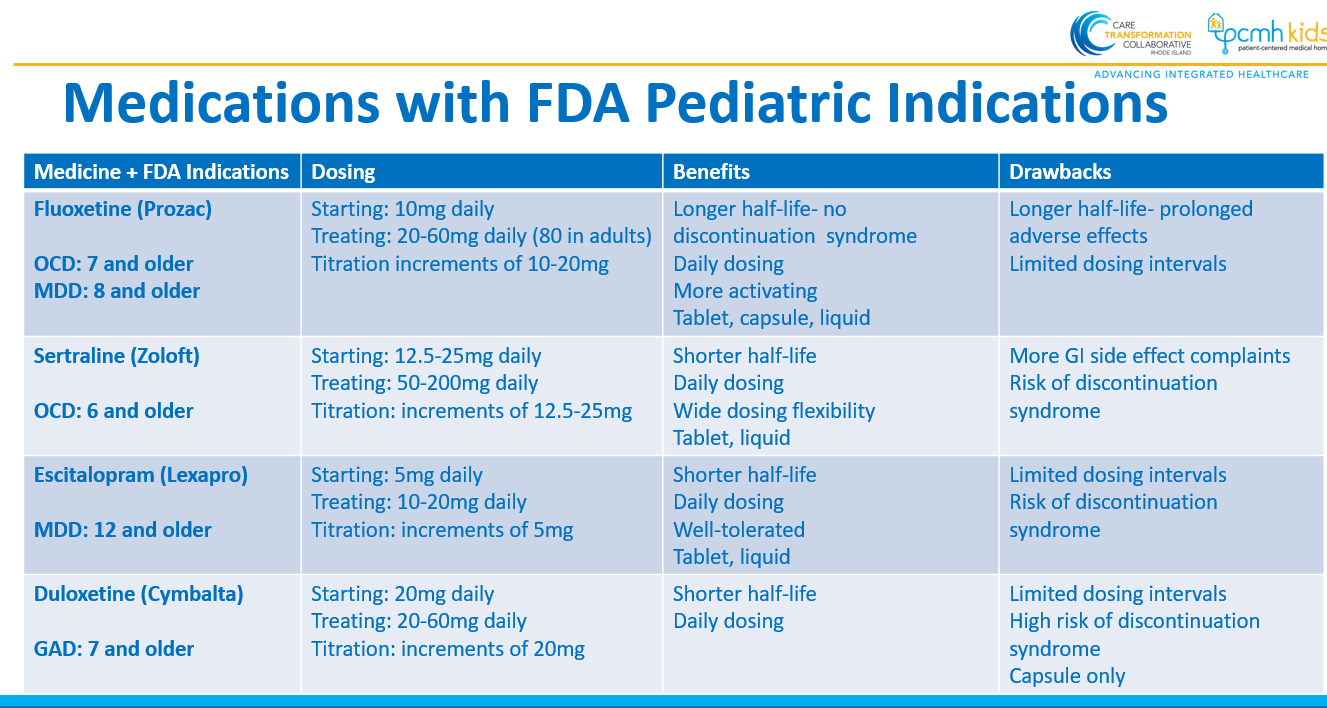 CARE
TRANSFORMATION
COLLABORATIVE
RHODE ISLAND
pcmh kids
patient-centered medical hom
ADVANCING INTEGRATED HEALTHCARE
Medications with FDA Pediatric Indications
Medicine + FDA Indications
Dosing
Benefits
Drawbacks
Fluoxetine (Prozac)
OCD: 7 and older
MDD: 8 and older
Starting: 10mg daily
Treating: 20-60mg daily (80 in adults)
Titration increments of 10-20mg
Longer half-life- no
discontinuation syndrome
Daily dosing
More activating
Tablet, capsule, liquid
Longer half-life- prolonged
adverse effects
Limited dosing intervals
Sertraline (Zoloft)
OCD: 6 and older
Starting: 12.5-25mg daily
Treating: 50-200mg daily
Titration: increments of 12.5-25mg
Shorter half-life
Daily dosing
Wide dosing flexibility
Tablet, liquid
More GI side effect complaints
Risk of discontinuation
syndrome
Escitalopram (Lexapro)
MDD: 12 and older
Starting: 5mg daily
Treating: 10-20mg daily
Titration: increments of 5mg
Shorter half-life
Daily dosing
Well-tolerated
Tablet, liquid
Limited dosing intervals
Risk of discontinuation
syndrome
Duloxetine (Cymbalta)
GAD: 7 and older
Starting: 20mg daily
Treating: 20-60mg daily
Titration: increments of 20mg
Shorter half-life
Daily dosing
Limited dosing intervals
High risk of discontinuation
syndrome
Capsule only